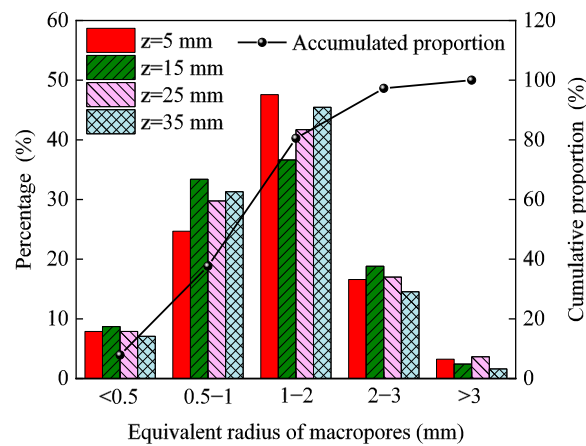 60
50
40
30
20
10
0
Percentage (%)
z=5 mm
z=15 mm
z=25 mm
z=35 mm
Accumulated proportion
120
100
80
60
40
20
0
Cumulative proportion (%)
<0.5 0.5−1 1−2 2−3 >3
Equivalent radius of macropores (mm)